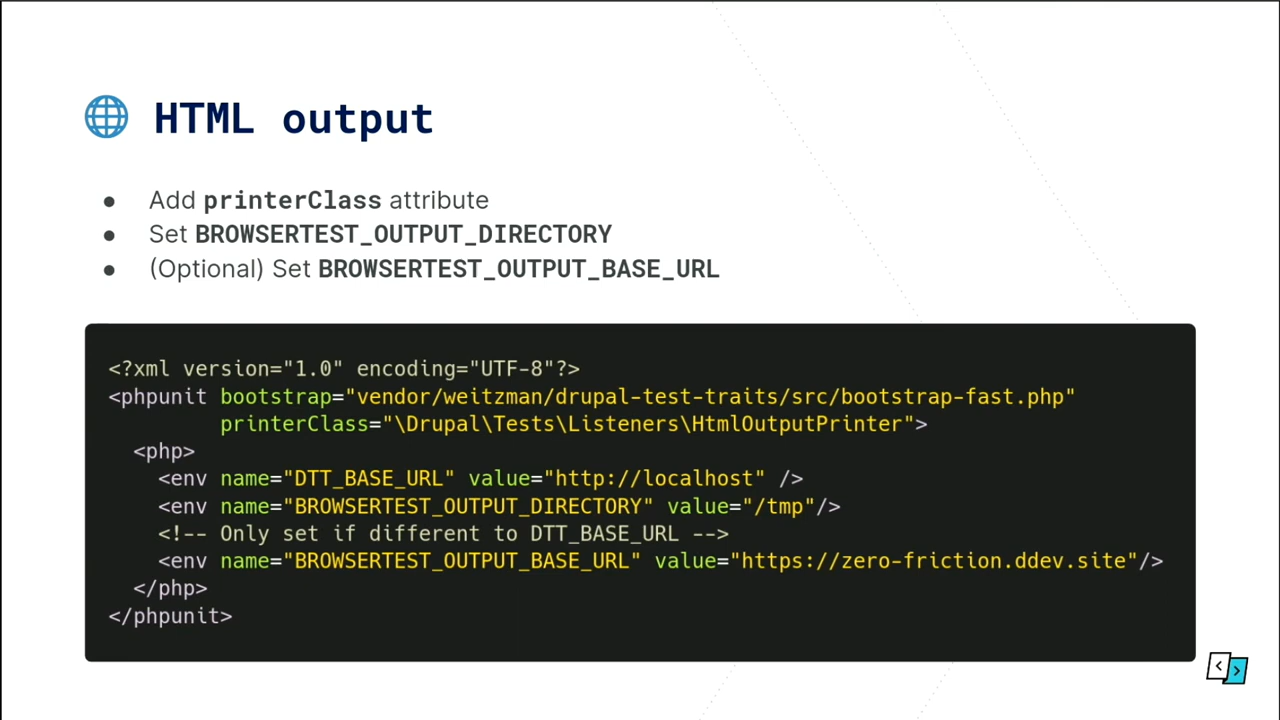 HTML output
● Add printerClass attribute
● Set BROWSERTEST_OUTPUT_DIRECTORY
● (Optional) Set BROWSERTEST_OUTPUT_BASE_URL
<?xml version="1.0" encoding="UTF-8"?>
<phpunit bootstrap="vendor/weitzman/drupal-test-traits/src/bootstrap-fast.php"
         printerClass="\Drupal\Tests\Listeners\HtmlOutputPrinter">
  <php>
    <env name="DTT_BASE_URL" value="http://localhost" />
    <env name="BROWSERTEST_OUTPUT_DIRECTORY" value="/tmp"/>
    <!-- Only set if different to DTT_BASE_URL -->
    <env name="BROWSERTEST_OUTPUT_BASE_URL" value="https://zero-friction.ddev.site"/>
  </php>
</phpunit>